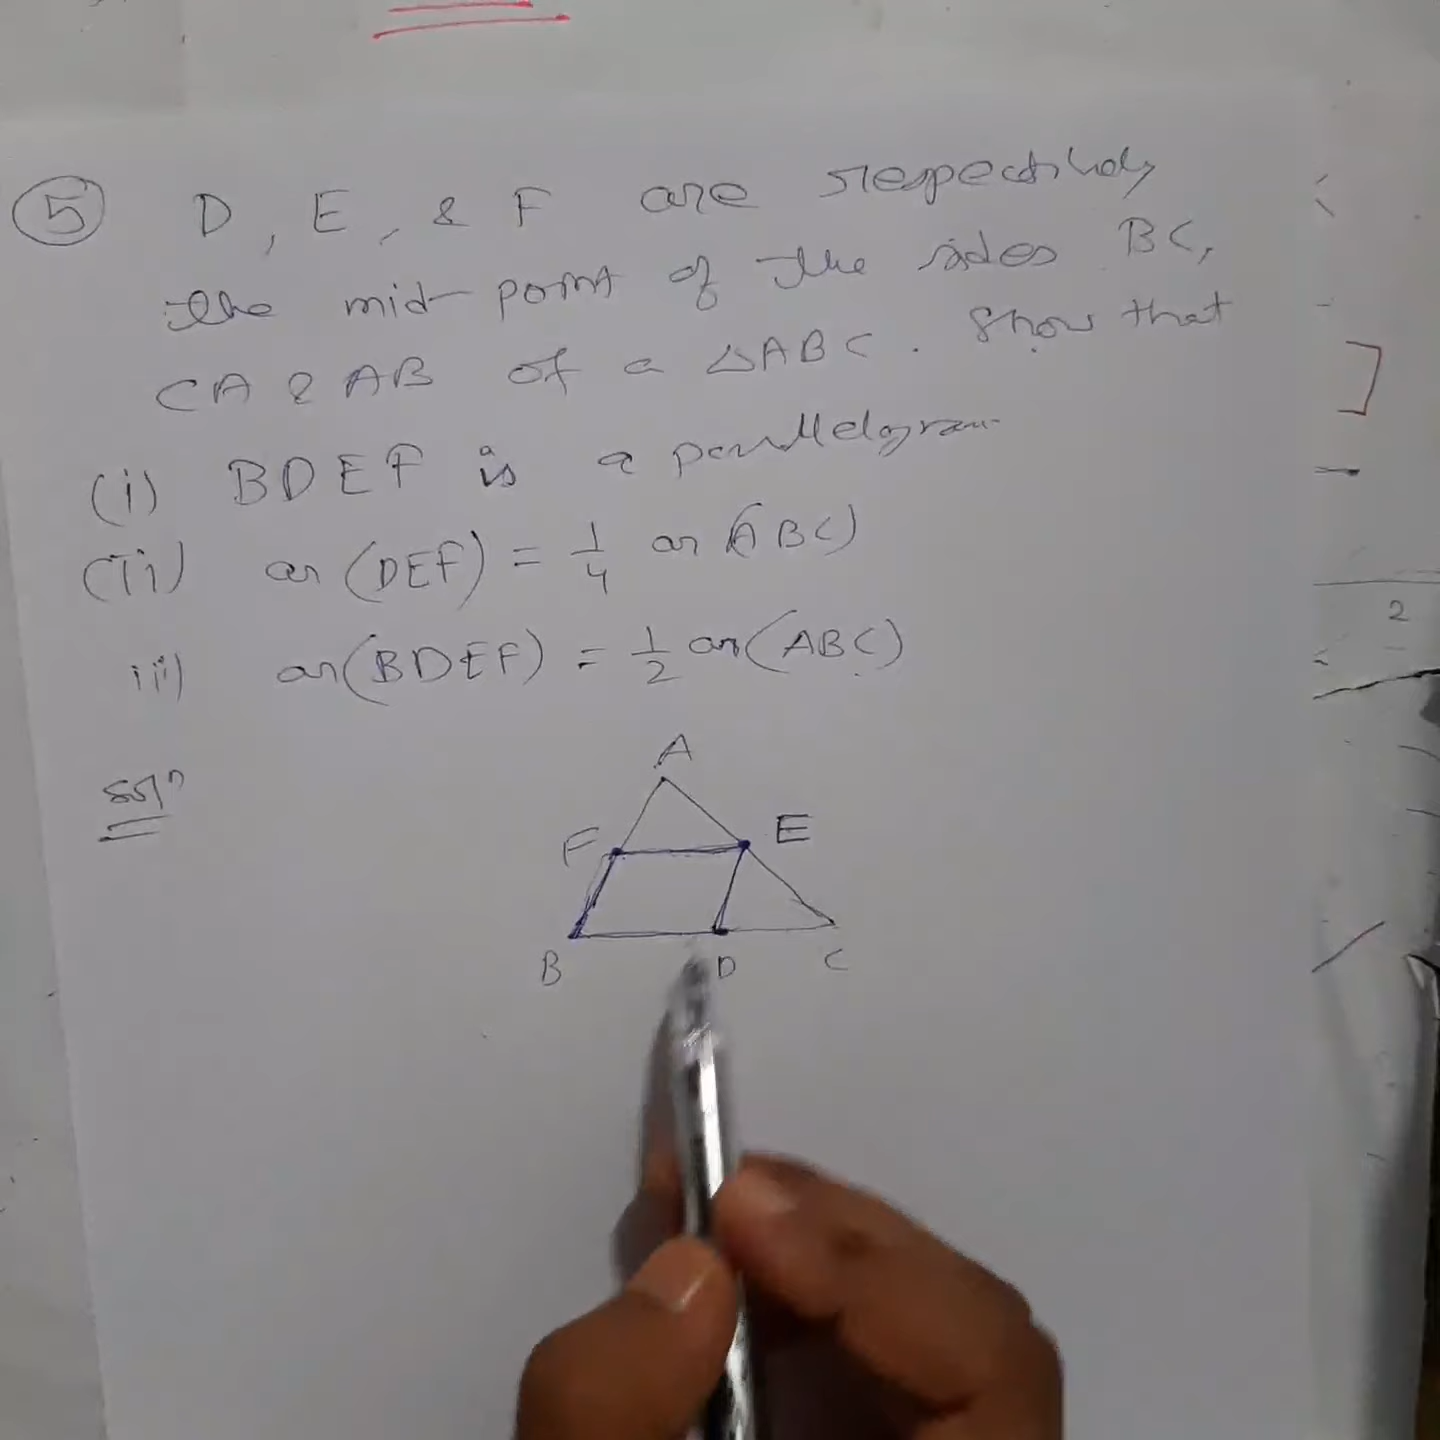 5 D, E, & F are respectively
the mid-point of the sides BC,
CA & AB of a △ABC. Show that
(i) BDEF is a parallelogram
(ii) ar (DEF) = 1/4 ar (ABC)
iii) ar(BDEF) = 1/2 ar(ABC)
Solⁿ
A
F E
B D C
2